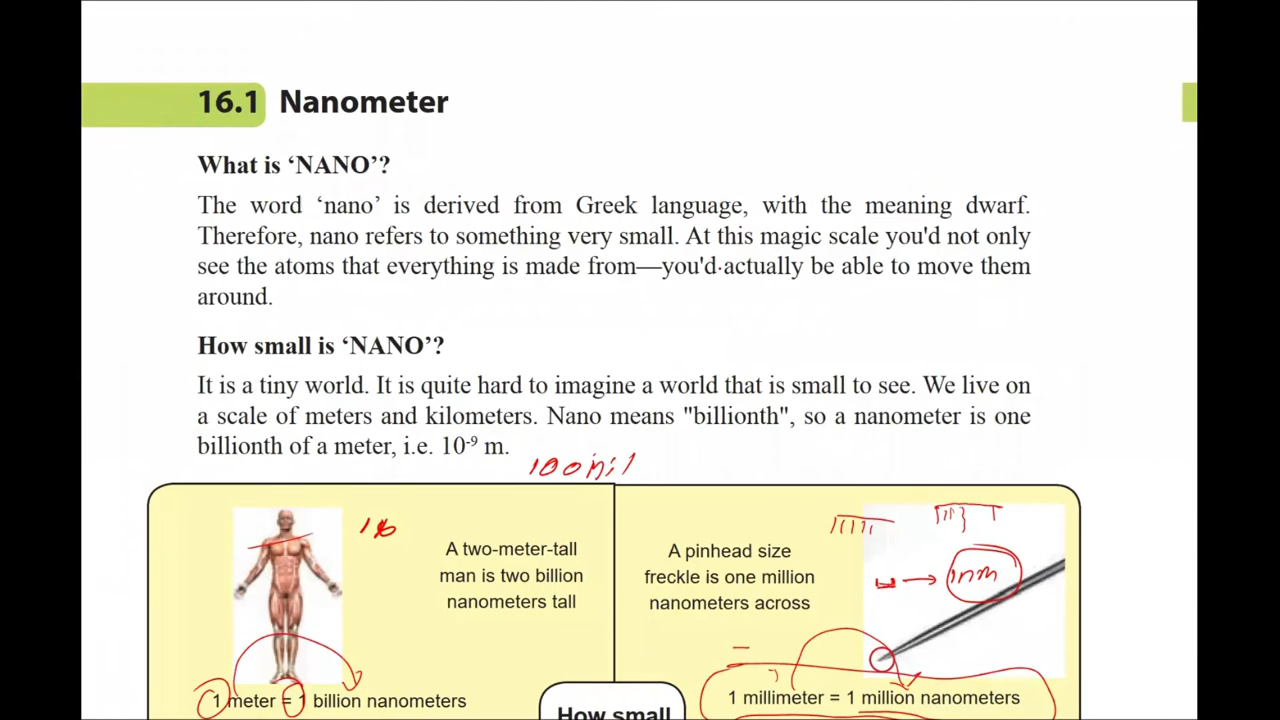 16.1 Nanometer
What is ‘NANO’?
The word ‘nano’ is derived from Greek language, with the meaning dwarf.
Therefore, nano refers to something very small. At this magic scale you'd not only
see the atoms that everything is made from—you'd actually be able to move them
around.
How small is ‘NANO’?
It is a tiny world. It is quite hard to imagine a world that is small to see. We live on
a scale of meters and kilometers. Nano means "billionth", so a nanometer is one
billionth of a meter, i.e. 10⁻⁹ m.
100mil
A two-meter-tall
man is two billion
nanometers tall
1 meter = 1 billion nanometers
A pinhead size
freckle is one million
nanometers across
1nm
1 millimeter = 1 million nanometers
How small